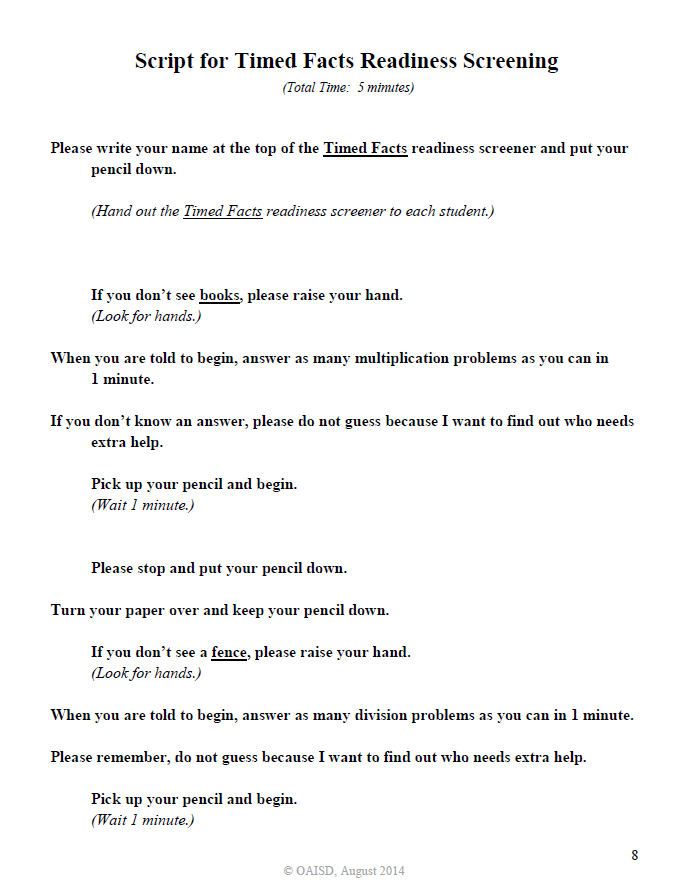 Script for Timed Facts Readiness Screening
(Total Time:  5 minutes)
Please write your name at the top of the Timed Facts readiness screener and put your
pencil down.
(Hand out the Timed Facts readiness screener to each student.)
If you don’t see books, please raise your hand.
(Look for hands.)
When you are told to begin, answer as many multiplication problems as you can in
1 minute.
If you don’t know an answer, please do not guess because I want to find out who needs
extra help.
Pick up your pencil and begin.
(Wait 1 minute.)
Please stop and put your pencil down.
Turn your paper over and keep your pencil down.
If you don’t see a fence, please raise your hand.
(Look for hands.)
When you are told to begin, answer as many division problems as you can in 1 minute.
Please remember, do not guess because I want to find out who needs extra help.
Pick up your pencil and begin.
(Wait 1 minute.)
8
© OAISD, August 2014